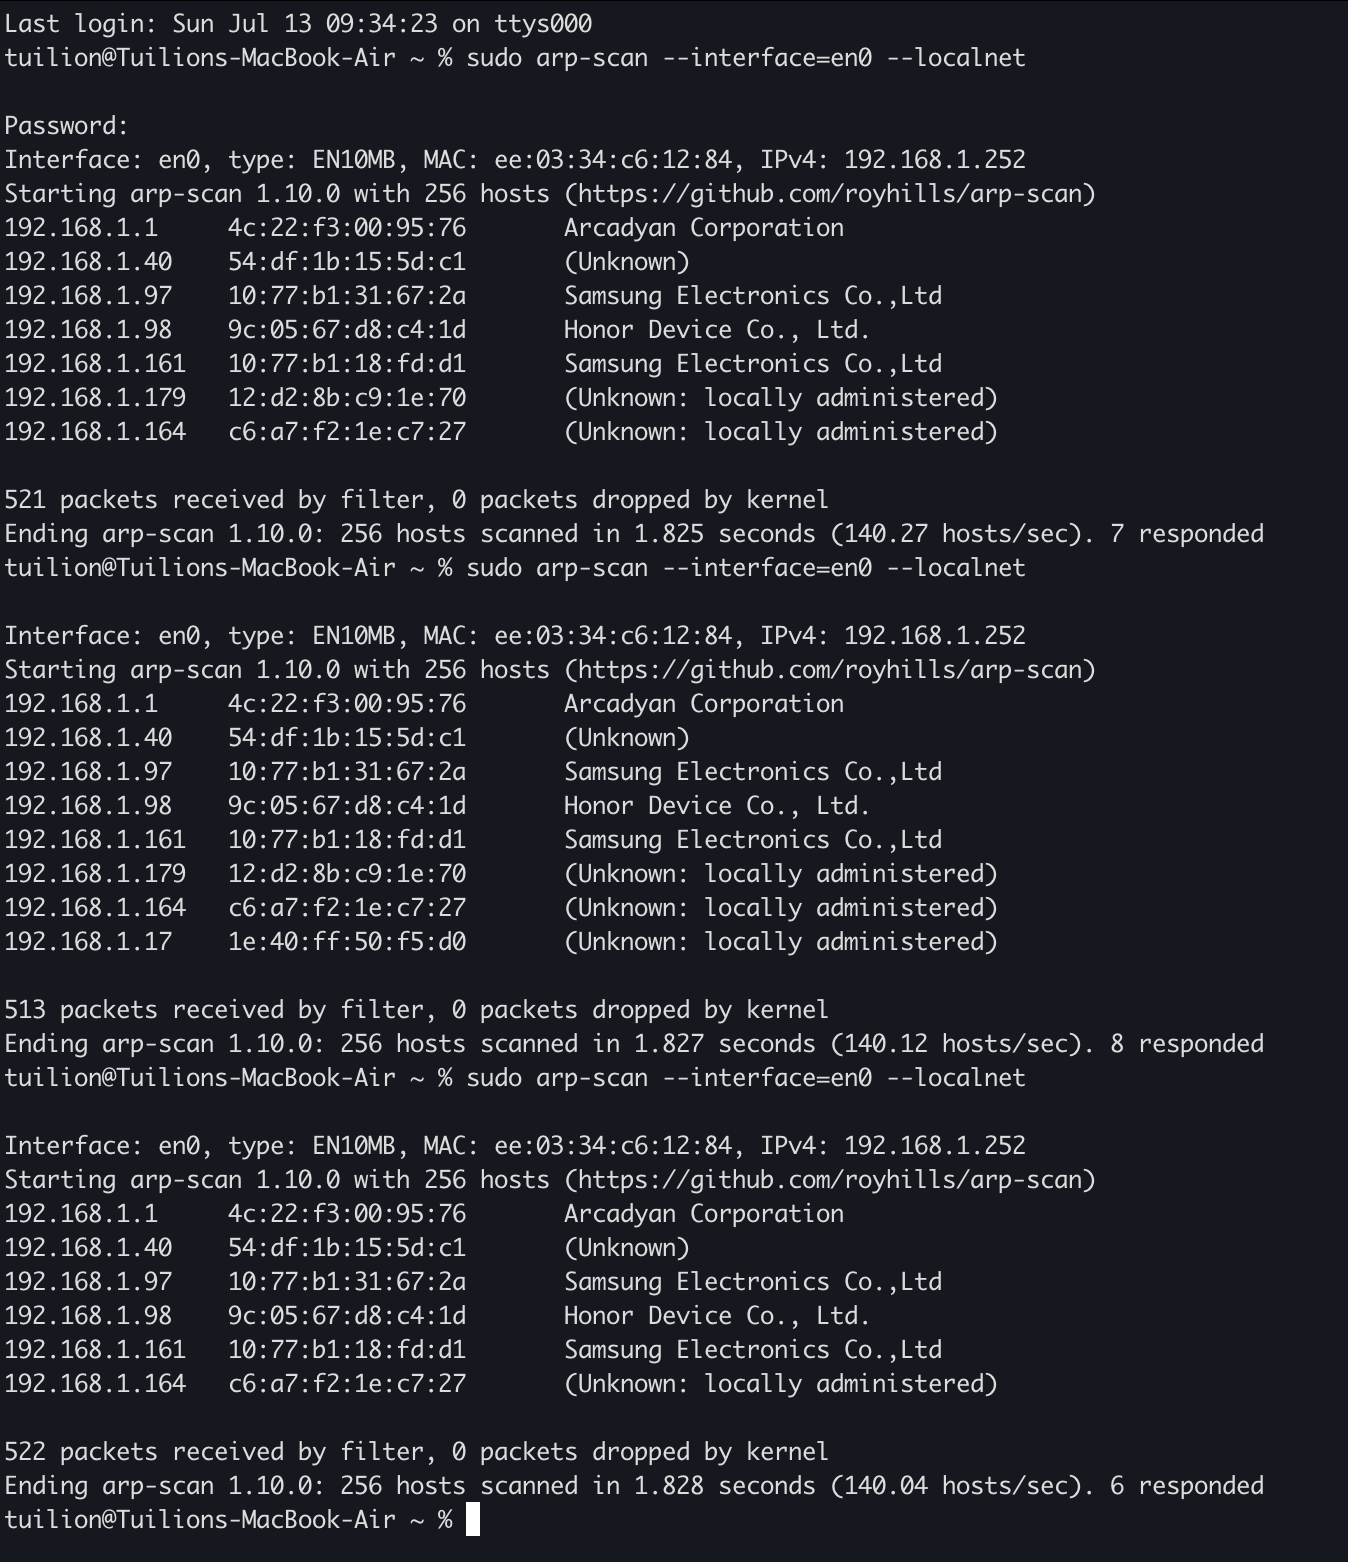 Last login: Sun Jul 13 09:34:23 on ttys000
tuilion@Tuilions-MacBook-Air ~ % sudo arp-scan --interface=en0 --localnet
Password:
Interface: en0, type: EN10MB, MAC: ee:03:34:c6:12:84, IPv4: 192.168.1.252
Starting arp-scan 1.10.0 with 256 hosts (https://github.com/royhills/arp-scan)
192.168.1.1 4c:22:f3:00:95:76 Arcadyan Corporation
192.168.1.40 54:df:1b:15:5d:c1 (Unknown)
192.168.1.97 10:77:b1:31:67:2a Samsung Electronics Co.,Ltd
192.168.1.98 9c:05:67:d8:c4:1d Honor Device Co., Ltd.
192.168.1.161 10:77:b1:18:fd:d1 Samsung Electronics Co.,Ltd
192.168.1.179 12:d2:8b:c9:1e:70 (Unknown: locally administered)
192.168.1.164 c6:a7:f2:1e:c7:27 (Unknown: locally administered)
521 packets received by filter, 0 packets dropped by kernel
Ending arp-scan 1.10.0: 256 hosts scanned in 1.825 seconds (140.27 hosts/sec). 7 responded
tuilion@Tuilions-MacBook-Air ~ % sudo arp-scan --interface=en0 --localnet
Interface: en0, type: EN10MB, MAC: ee:03:34:c6:12:84, IPv4: 192.168.1.252
Starting arp-scan 1.10.0 with 256 hosts (https://github.com/royhills/arp-scan)
192.168.1.1 4c:22:f3:00:95:76 Arcadyan Corporation
192.168.1.40 54:df:1b:15:5d:c1 (Unknown)
192.168.1.97 10:77:b1:31:67:2a Samsung Electronics Co.,Ltd
192.168.1.98 9c:05:67:d8:c4:1d Honor Device Co., Ltd.
192.168.1.161 10:77:b1:18:fd:d1 Samsung Electronics Co.,Ltd
192.168.1.179 12:d2:8b:c9:1e:70 (Unknown: locally administered)
192.168.1.164 c6:a7:f2:1e:c7:27 (Unknown: locally administered)
192.168.1.17 1e:40:ff:50:f5:d0 (Unknown: locally administered)
513 packets received by filter, 0 packets dropped by kernel
Ending arp-scan 1.10.0: 256 hosts scanned in 1.827 seconds (140.12 hosts/sec). 8 responded
tuilion@Tuilions-MacBook-Air ~ % sudo arp-scan --interface=en0 --localnet
Interface: en0, type: EN10MB, MAC: ee:03:34:c6:12:84, IPv4: 192.168.1.252
Starting arp-scan 1.10.0 with 256 hosts (https://github.com/royhills/arp-scan)
192.168.1.1 4c:22:f3:00:95:76 Arcadyan Corporation
192.168.1.40 54:df:1b:15:5d:c1 (Unknown)
192.168.1.97 10:77:b1:31:67:2a Samsung Electronics Co.,Ltd
192.168.1.98 9c:05:67:d8:c4:1d Honor Device Co., Ltd.
192.168.1.161 10:77:b1:18:fd:d1 Samsung Electronics Co.,Ltd
192.168.1.164 c6:a7:f2:1e:c7:27 (Unknown: locally administered)
522 packets received by filter, 0 packets dropped by kernel
Ending arp-scan 1.10.0: 256 hosts scanned in 1.828 seconds (140.04 hosts/sec). 6 responded
tuilion@Tuilions-MacBook-Air ~ %